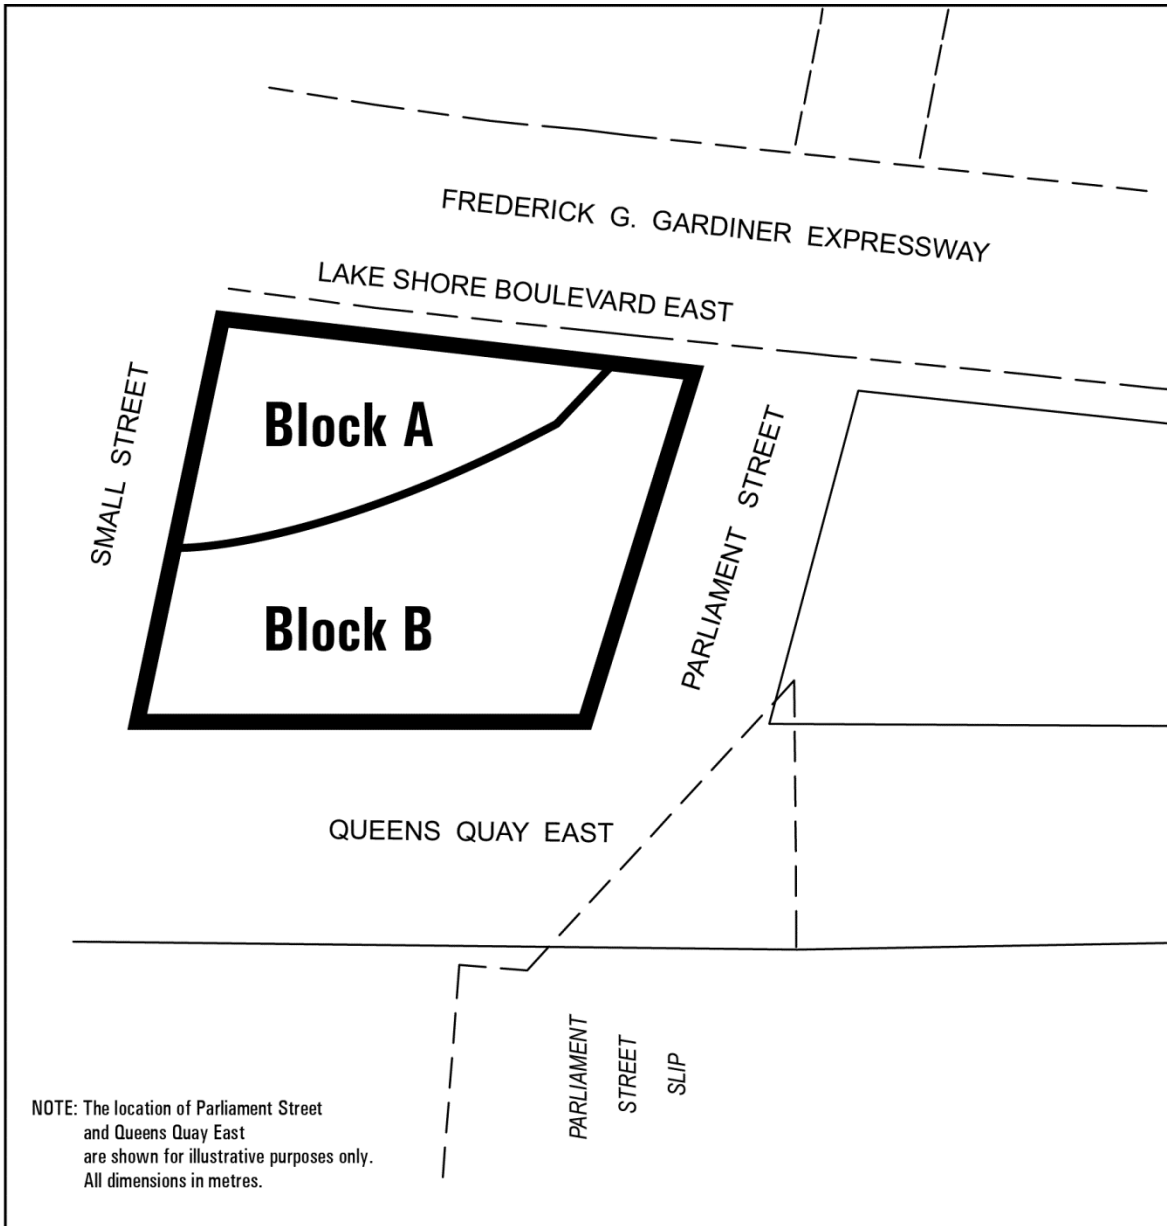 FREDERICK G. GARDINER EXPRESSWAY
LAKE SHORE BOULEVARD EAST
SMALL STREET
Block A
PARLIAMENT STREET
Block B
QUEENS QUAY EAST
PARLIAMENT
STREET
SLIP
NOTE: The location of Parliament Street
and Queens Quay East
are shown for illustrative purposes only.
All dimensions in metres.